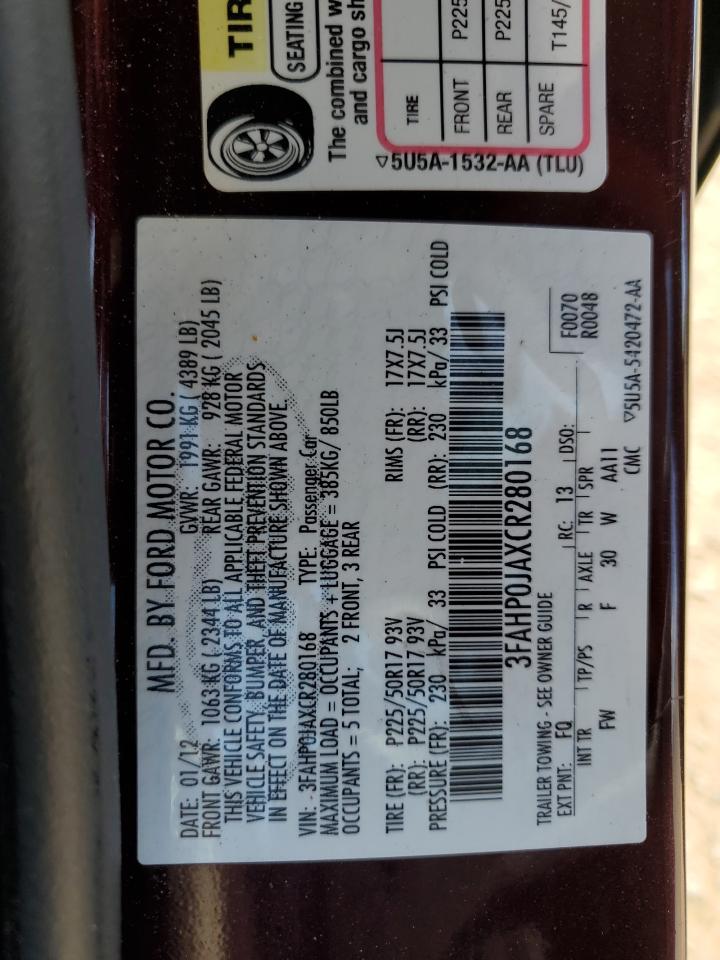 MFD. BY FORD MOTOR CO.
DATE: 01/12 GVWR: 1991 KG ( 4389 LB)
FRONT GAWR: 1063 KG ( 2344 LB) REAR GAWR: 928 KG ( 2045 LB)
THIS VEHICLE CONFORMS TO ALL APPLICABLE FEDERAL MOTOR
VEHICLE SAFETY, BUMPER, AND THEFT PREVENTION STANDARDS
IN EFFECT ON THE DATE OF MANUFACTURE SHOWN ABOVE.
VIN: 3FAHP0JAXCR280168 TYPE: Passenger Car
MAXIMUM LOAD = OCCUPANTS + LUGGAGE = 385KG/ 850LB
OCCUPANTS = 5 TOTAL; 2 FRONT, 3 REAR
TIRE (FR): P225/50R17 93V RIMS (FR): 17X7.5J
(RR): P225/50R17 93V (RR): 17X7.5J
PRESSURE (FR): 230 kPa/ 33 PSI COLD (RR): 230 kPa/ 33 PSI COLD
3FAHP0JAXCR280168
TRAILER TOWING - SEE OWNER GUIDE
EXT PNT: FQ RC: 13 DSO: F0070
R0048
INT TR TP/PS R AXLE TR SPR
FW F 30 W AA11
CMC ▽5U5A-5420472-AA
TIR
SEATING
The combined w
and cargo sh
TIRE
FRONT P225
REAR P225
SPARE T145/
▽5U5A-1532-AA (TLU)